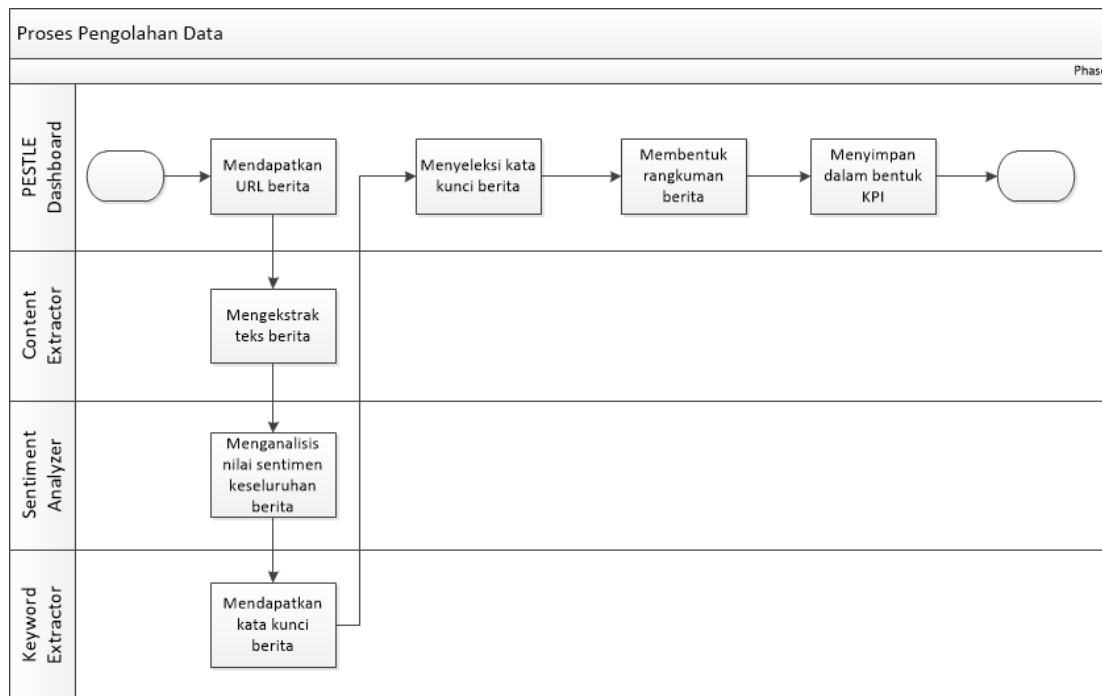 Proses Pengolahan Data
Phase
PESTLE
Dashboard
Mendapatkan
URL berita
Menyeleksi kata
kunci berita
Membentuk
rangkuman
berita
Menyimpan
dalam bentuk
KPI
Content
Extractor
Mengekstrak
teks berita
Sentiment
Analyzer
Menganalisis
nilai sentimen
keseluruhan
berita
Keyword
Extractor
Mendapatkan
kata kunci
berita